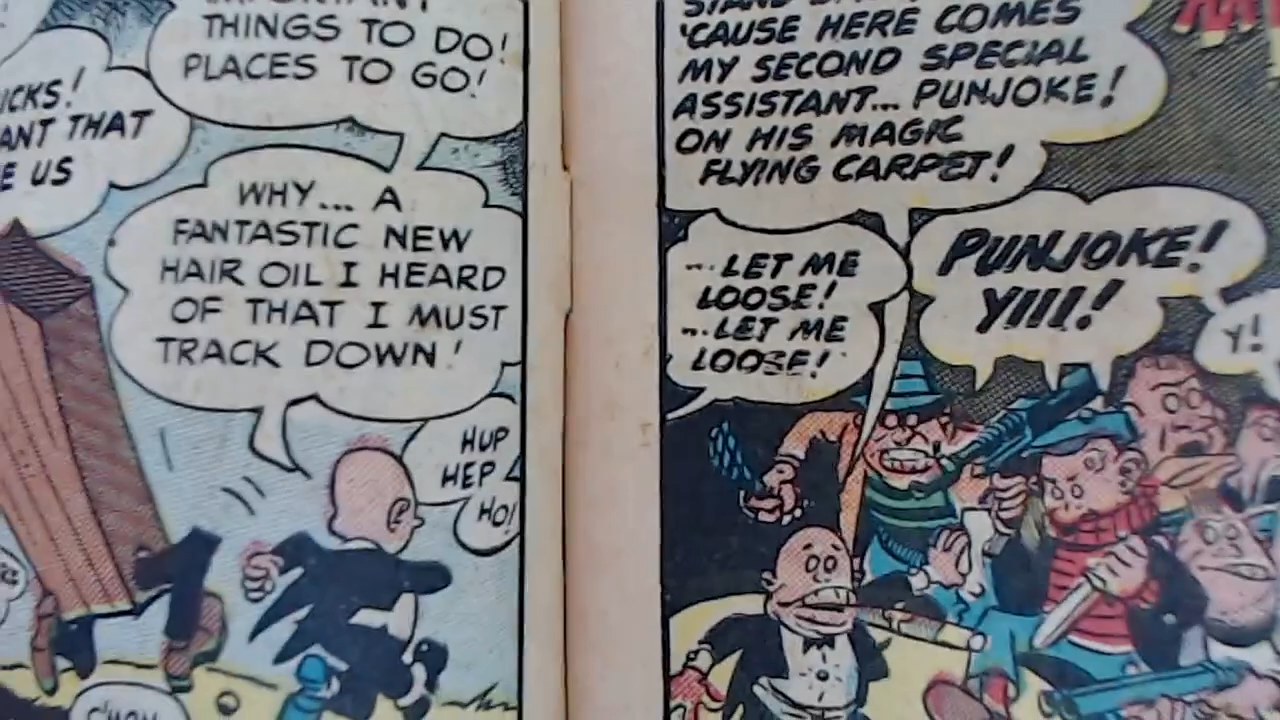 IMPORTANT
THINGS TO DO!
PLACES TO GO!
ANT THAT
US
WHY... A
FANTASTIC NEW
HAIR OIL I HEARD
OF THAT I MUST
TRACK DOWN!
HUP
HEP
HO!
C'MON
'CAUSE HERE COMES
MY SECOND SPECIAL
ASSISTANT... PUNJOKE!
ON HIS MAGIC
FLYING CARPET!
...LET ME
LOOSE!
...LET ME
LOOSE!
PUNJOKE!
YIII!
Y!